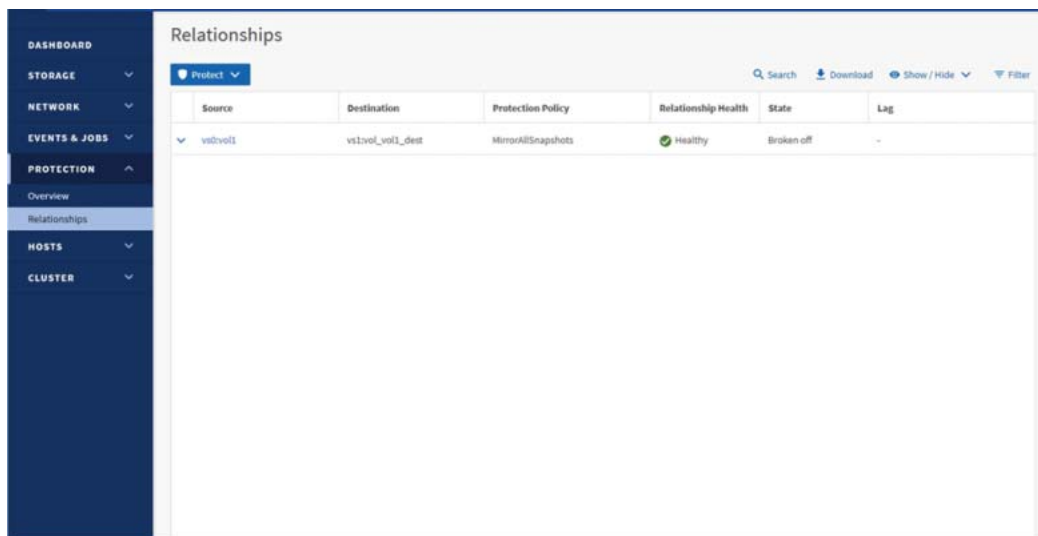 Relationships
DASHBOARD
STORAGE
NETWORK
EVENTS & JOBS
PROTECTION
Overview
Relationships
HOSTS
CLUSTER
Protect
Search Download Show / Hide Filter
Source Destination Protection Policy Relationship Health State Lag
vs0:vol1 vs1:vol_vol1_dest MirrorAllSnapshots Healthy Broken off -